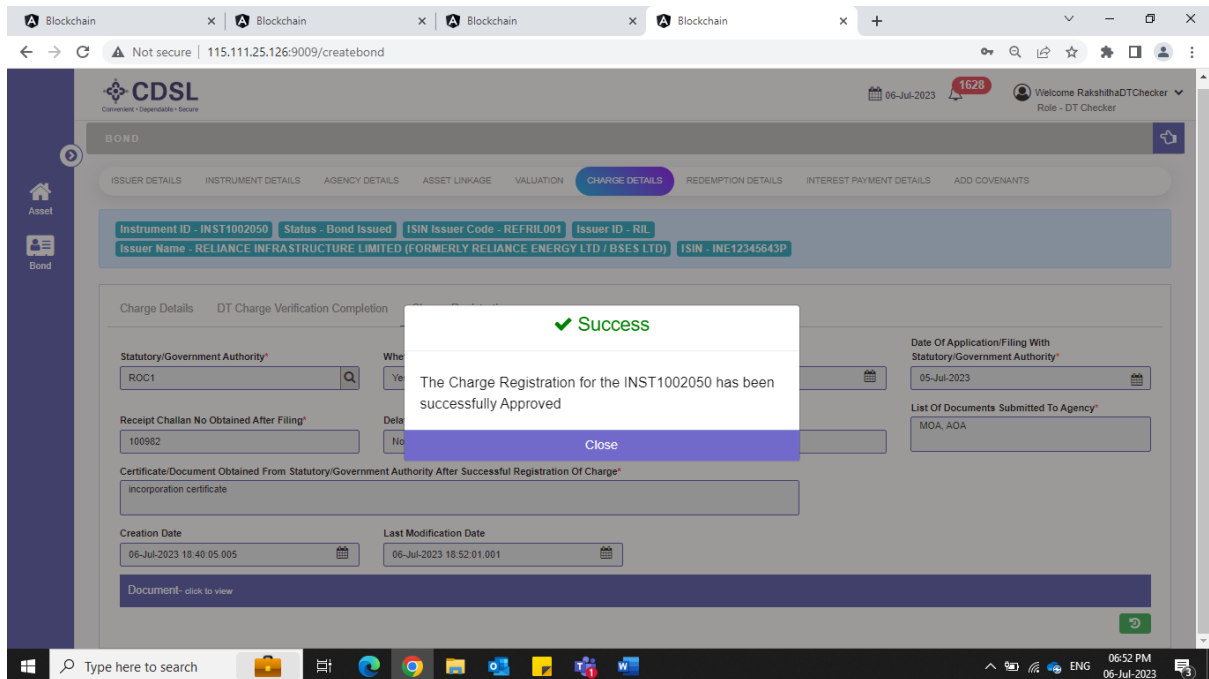 Blockchain
Blockchain
Blockchain
Blockchain
Not secure | 115.111.25.126:9009/createbond
CDSL
Convenient • Dependable • Secure
06-Jul-2023
1628
Welcome RakshithaDTChecker
Role - DT Checker
BOND
ISSUER DETAILS INSTRUMENT DETAILS AGENCY DETAILS ASSET LINKAGE VALUATION CHARGE DETAILS REDEMPTION DETAILS INTEREST PAYMENT DETAILS ADD COVENANTS
Asset
Bond
Instrument ID - INST1002050 Status - Bond Issued ISIN Issuer Code - REFRIL001 Issuer ID - RIL
Issuer Name - RELIANCE INFRASTRUCTURE LIMITED (FORMERLY RELIANCE ENERGY LTD / BSES LTD) ISIN - INE12345643P
Charge Details DT Charge Verification Completion
Success
The Charge Registration for the INST1002050 has been
successfully Approved
Close
Statutory/Government Authority*
ROC1
Date Of Application/Filing With
Statutory/Government Authority*
05-Jul-2023
Receipt Challan No Obtained After Filing*
100982
No
List Of Documents Submitted To Agency*
MOA, AOA
Certificate/Document Obtained From Statutory/Government Authority After Successful Registration Of Charge*
incorporation certificate
Creation Date
06-Jul-2023 18:40:05.005
Last Modification Date
06-Jul-2023 18:52:01.001
Document- click to view
Type here to search
ENG
06:52 PM
06-Jul-2023
3